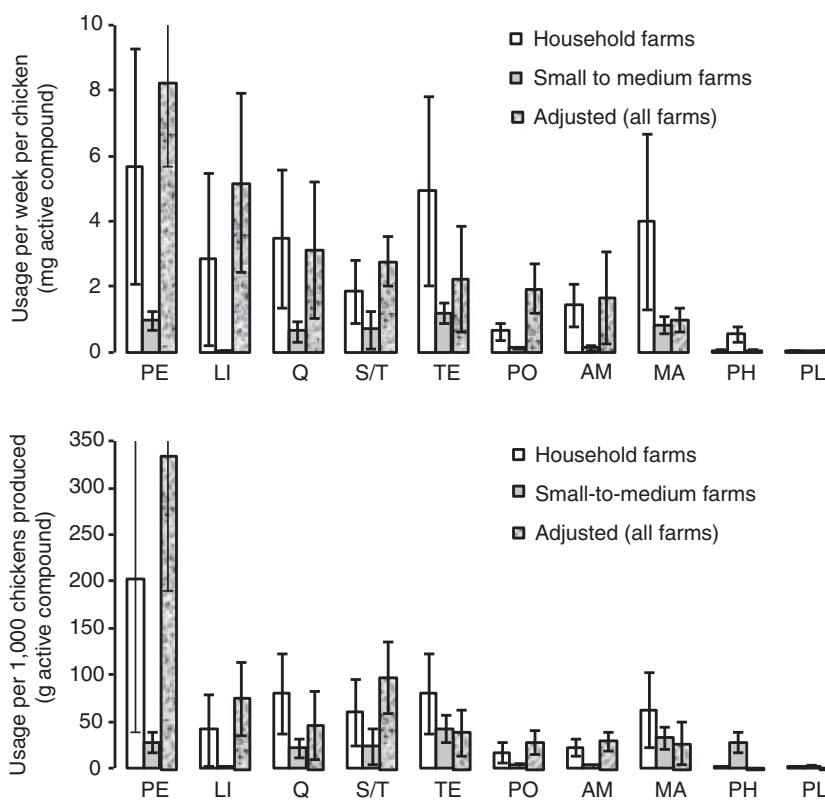 Usage per week per chicken
(mg active compound)
10
8
6
4
2
0
Household farms
Small to medium farms
Adjusted (all farms)
PE LI Q S/T TE PO AM MA PH PL
Usage per 1,000 chickens produced
(g active compound)
350
300
250
200
150
100
50
0
Household farms
Small-to-medium farms
Adjusted (all farms)
PE LI Q S/T TE PO AM MA PH PL